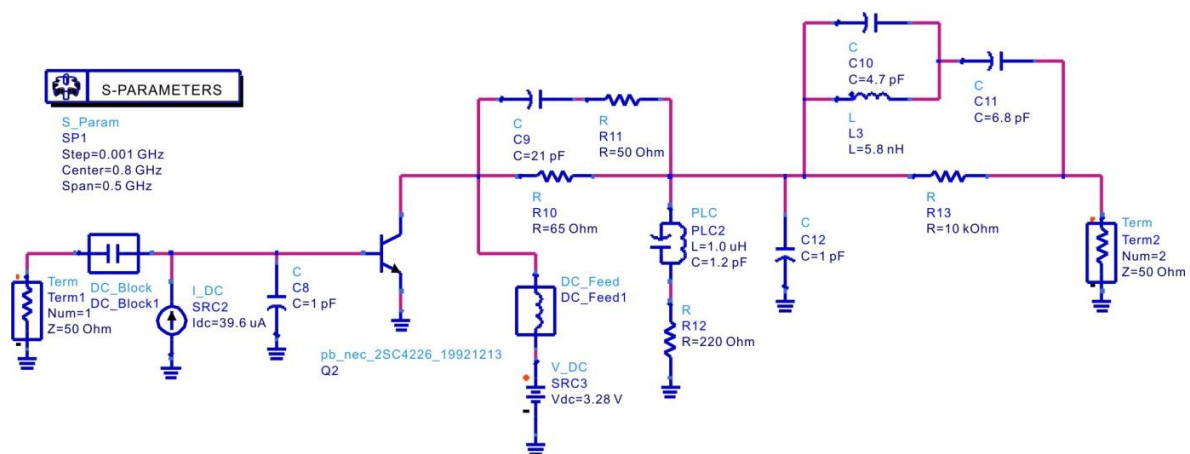 S-PARAMETERS
S_Param
SP1
Step=0.001 GHz
Center=0.8 GHz
Span=0.5 GHz
Term
Term1
Num=1
Z=50 Ohm
DC_Block
DC_Block1
I_DC
SRC2
Idc=39.6 uA
C
C8
C=1 pF
pb_nec_2SC4226_19921213
Q2
C
C9
C=21 pF
R
R11
R=50 Ohm
R
R10
R=65 Ohm
DC_Feed
DC_Feed1
V_DC
SRC3
Vdc=3.28 V
PLC
PLC2
L=1.0 uH
C=1.2 pF
R
R12
R=220 Ohm
C
C12
C=1 pF
C
C10
C=4.7 pF
L
L3
L=5.8 nH
C
C11
C=6.8 pF
R
R13
R=10 kOhm
Term
Term2
Num=2
Z=50 Ohm